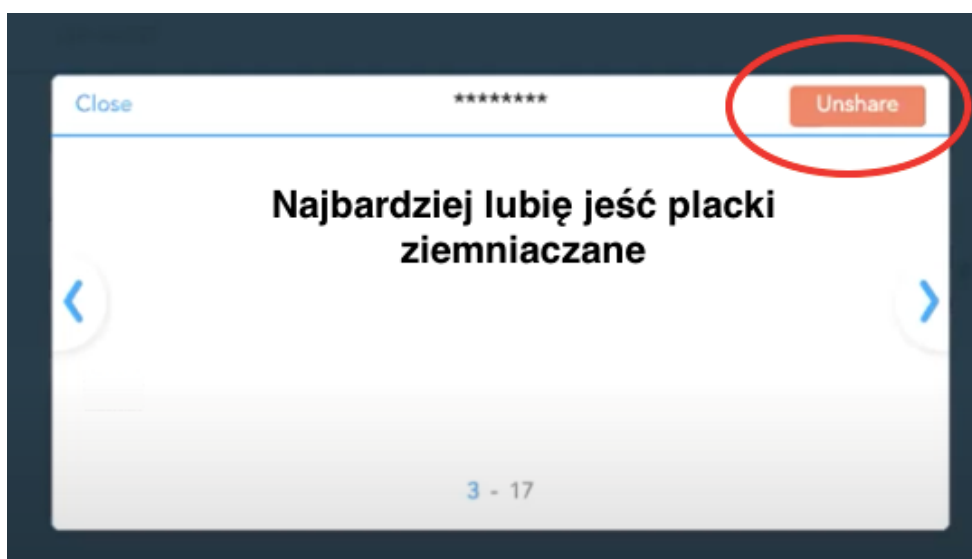 Close ******** Unshare
Najbardziej lubię jeść placki
ziemniaczane
3 - 17